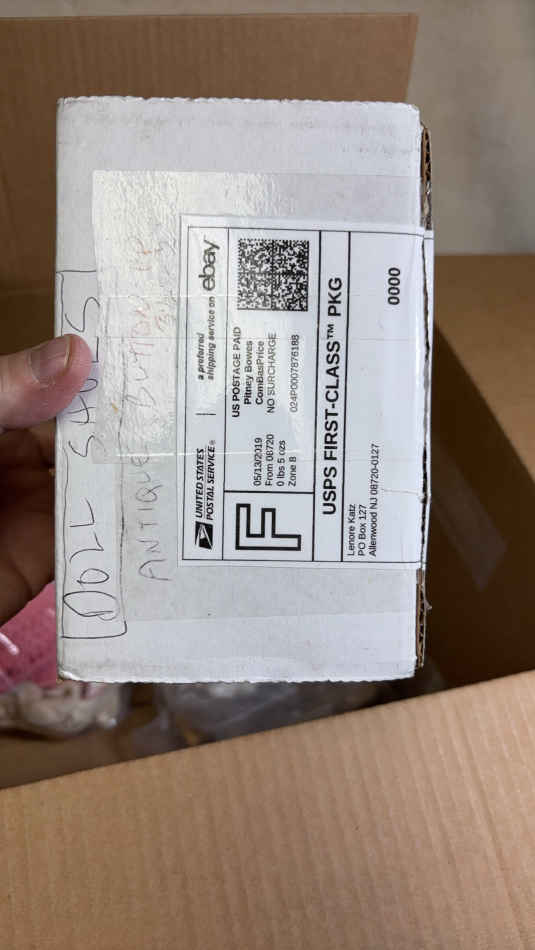 DOLL SHOES
ANTIQUE BUTTON UP
UNITED STATES
POSTAL SERVICE®
a preferred
shipping service on
ebay
US POSTAGE PAID
Pitney Bowes
ComBasPrice
NO SURCHARGE
05/13/2019
From 08720
0 lbs 5 ozs
Zone 8
024P0007876188
F
USPS FIRST-CLASS™ PKG
Lenore Katz
PO Box 127
Allenwood NJ 08720-0127
0000